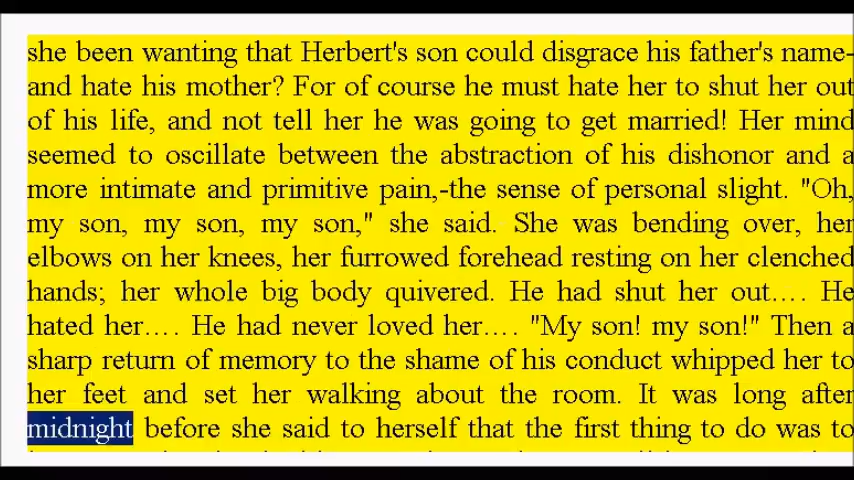 she been wanting that Herbert's son could disgrace his father's name-
and hate his mother? For of course he must hate her to shut her out
of his life, and not tell her he was going to get married! Her mind
seemed to oscillate between the abstraction of his dishonor and a
more intimate and primitive pain,-the sense of personal slight. "Oh,
my son, my son, my son," she said. She was bending over, her
elbows on her knees, her furrowed forehead resting on her clenched
hands; her whole big body quivered. He had shut her out…. He
hated her…. He had never loved her…. "My son! my son!" Then a
sharp return of memory to the shame of his conduct whipped her to
her feet and set her walking about the room. It was long after
midnight before she said to herself that the first thing to do was to